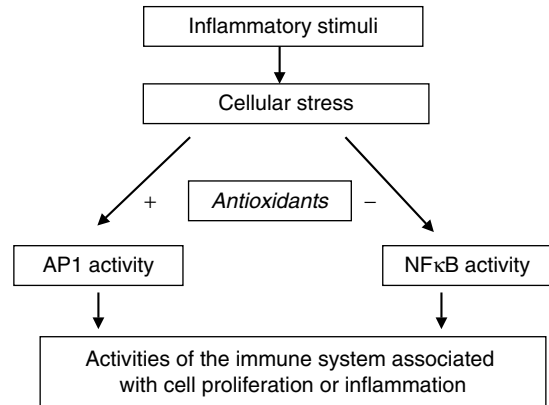 Inflammatory stimuli
Cellular stress
+ Antioxidants −
AP1 activity NFκB activity
Activities of the immune system associated
with cell proliferation or inflammation